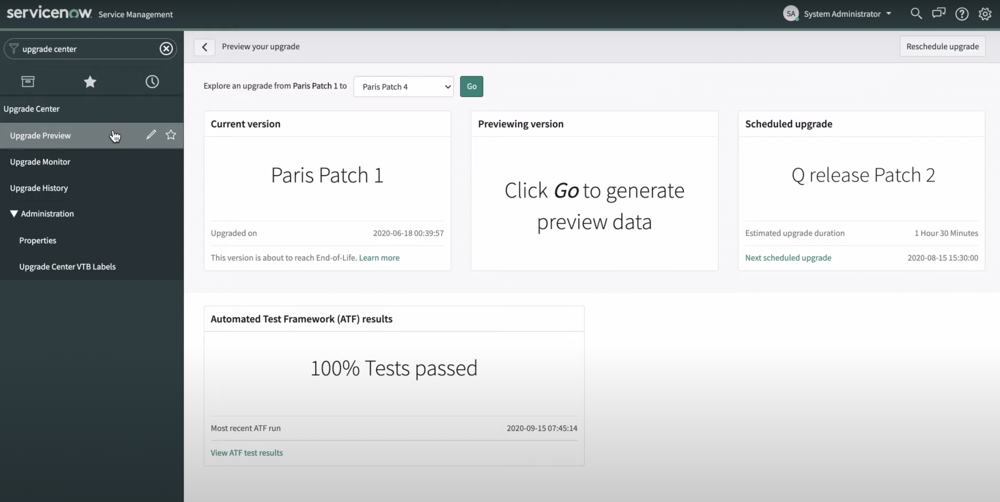 servicenow Service Management
SA System Administrator
upgrade center
Upgrade Center
Upgrade Preview
Upgrade Monitor
Upgrade History
Administration
Properties
Upgrade Center VTB Labels
Preview your upgrade
Reschedule upgrade
Explore an upgrade from Paris Patch 1 to Paris Patch 4 Go
Current version
Paris Patch 1
Upgraded on 2020-06-18 00:39:57
This version is about to reach End-of-Life. Learn more
Previewing version
Click Go to generate
preview data
Scheduled upgrade
Q release Patch 2
Estimated upgrade duration 1 Hour 30 Minutes
Next scheduled upgrade 2020-08-15 15:30:00
Automated Test Framework (ATF) results
100% Tests passed
Most recent ATF run 2020-09-15 07:45:14
View ATF test results